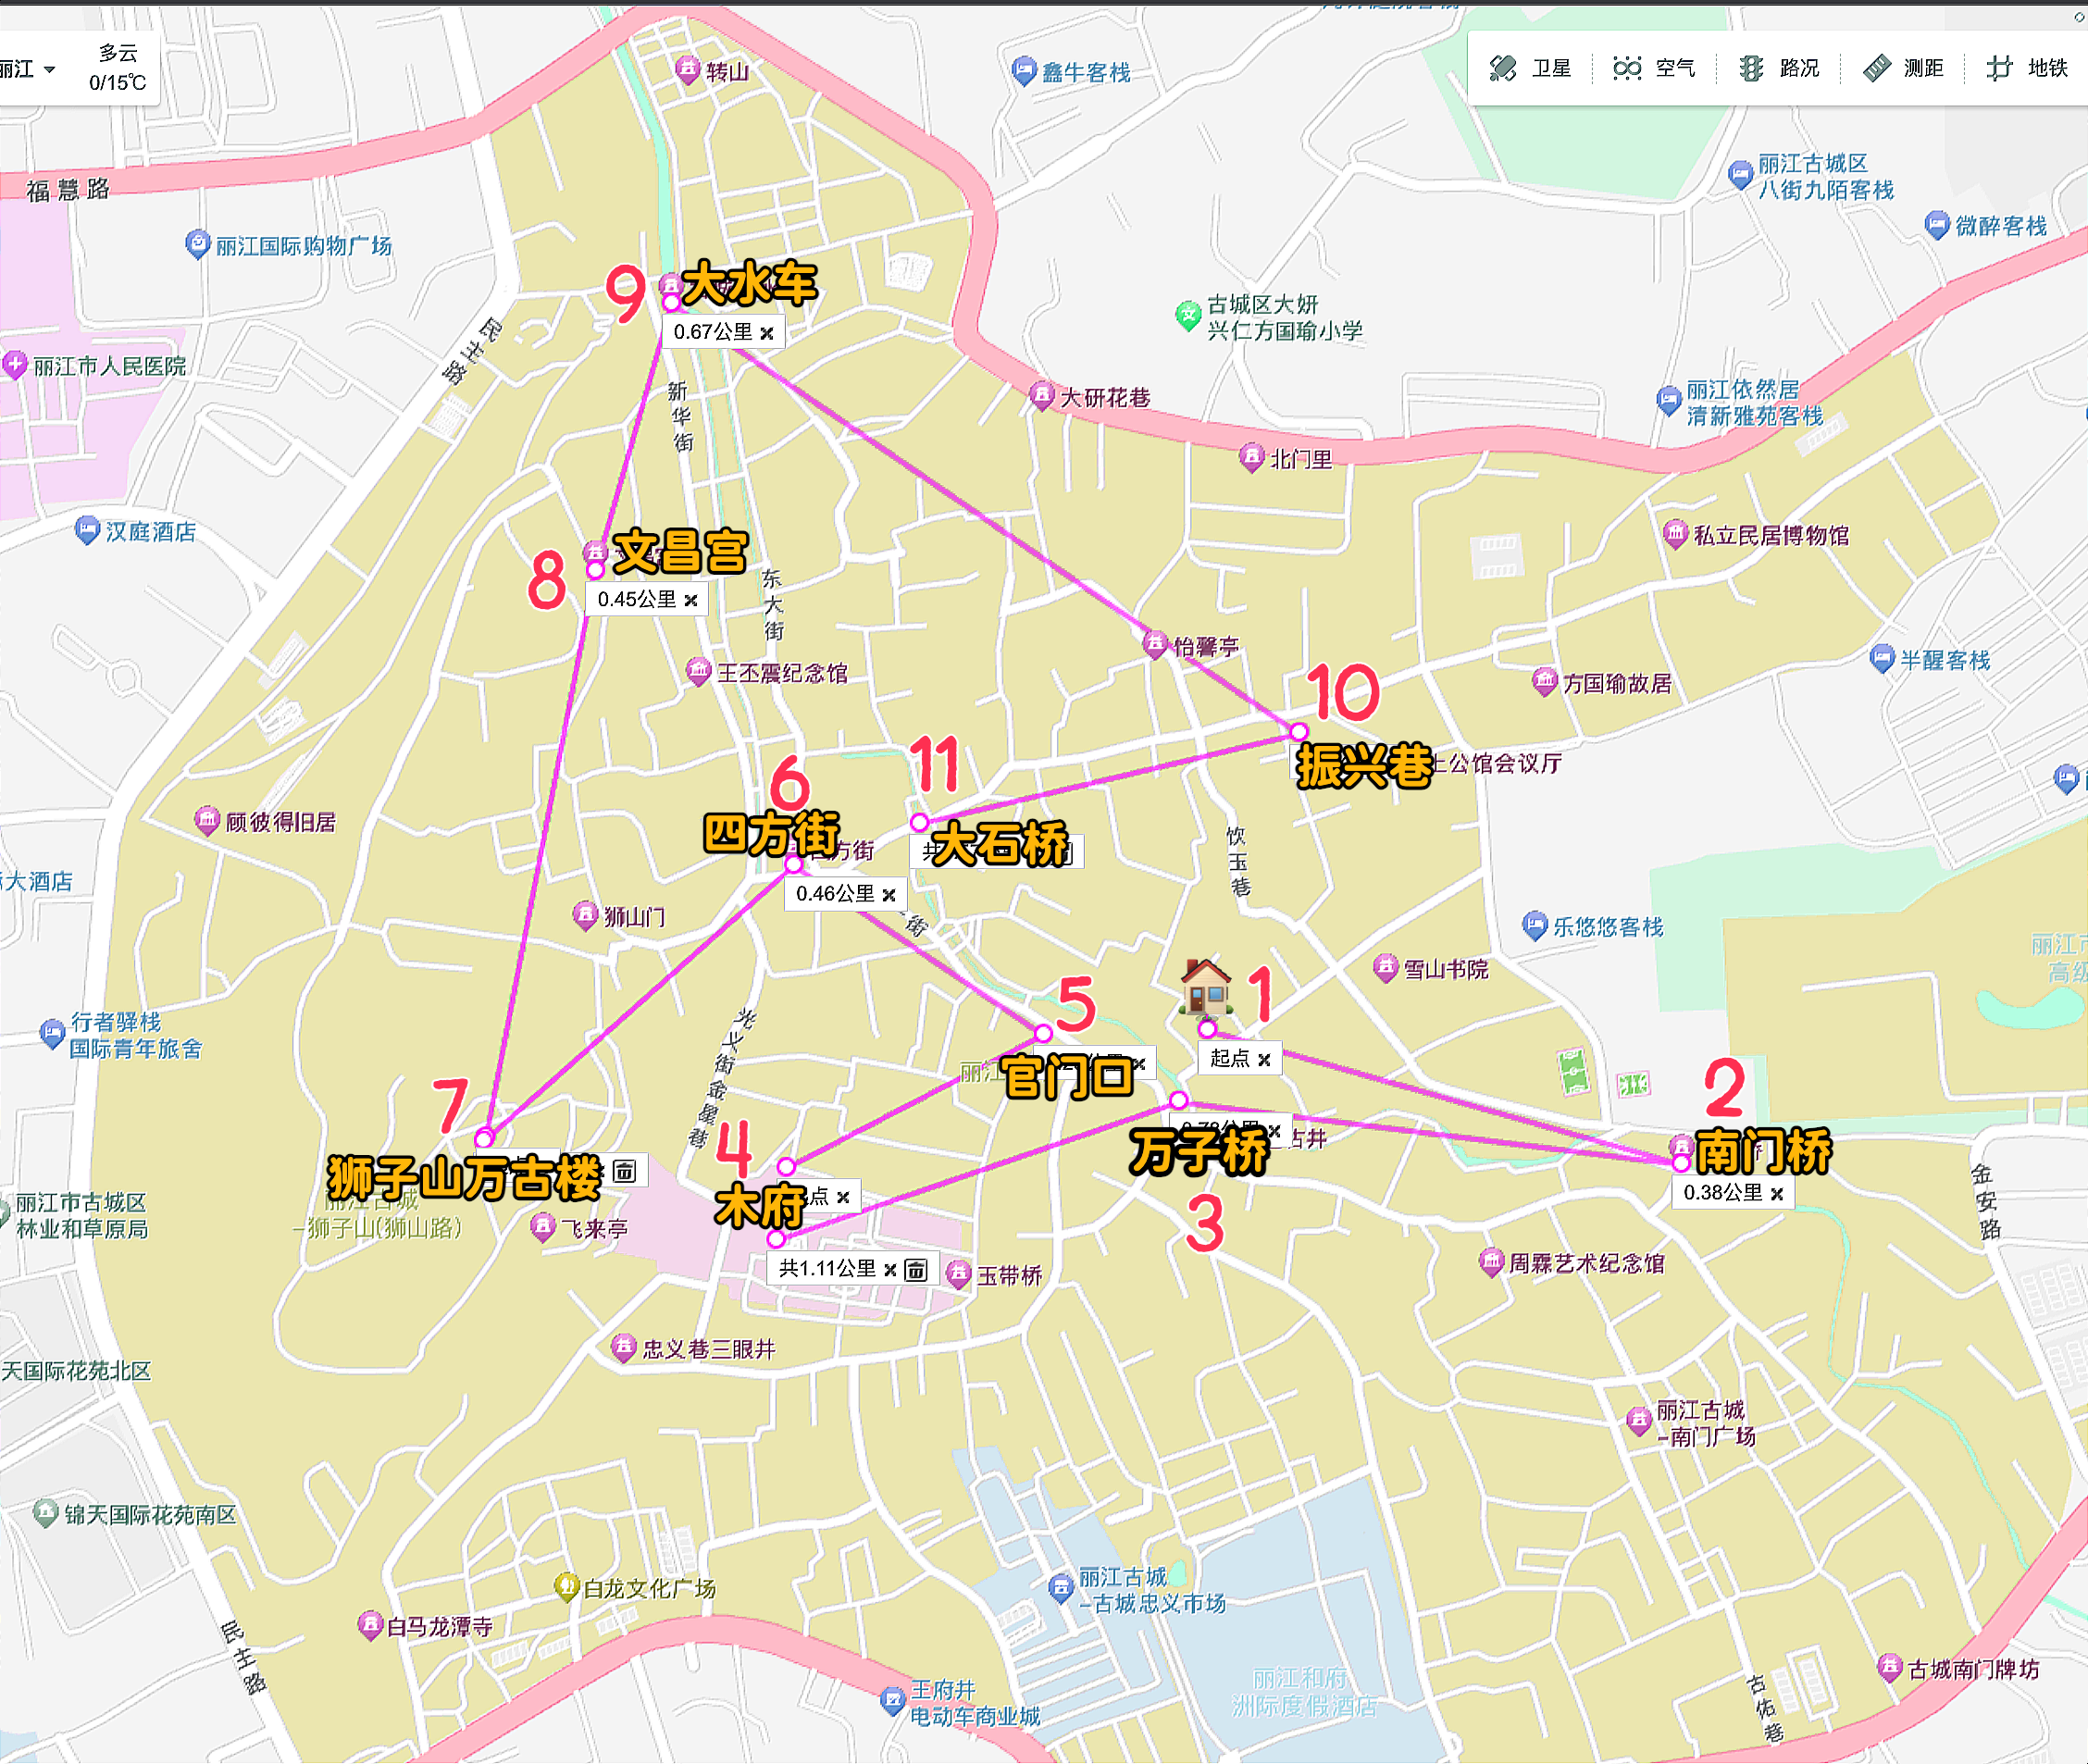 丽江
多云
0/15℃
卫星
空气
路况
测距
地铁
转山
鑫牛客栈
丽江古城区
八街九陌客栈
福慧路
微醉客栈
丽江国际购物广场
9
大水车
0.67公里
古城区大妍
兴仁方国瑜小学
民主路
丽江市人民医院
新华街
大研花巷
丽江依然居
清新雅苑客栈
北门里
汉庭酒店
私立民居博物馆
文昌宫
8
0.45公里
东大街
怡馨亭
半醒客栈
王丕震纪念馆
方国瑜故居
10
振兴巷
公馆会议厅
11
6
四方街
方街
大石桥
共
顾彼得旧居
饮玉巷
大酒店
0.46公里
街
狮山门
乐悠悠客栈
丽江市
高级
雪山书院
1
5
行者驿栈
国际青年旅舍
光义街金星巷
起点
丽江
官门口
7
4
2
万子桥
古井
3
南门桥
0.38公里
狮子山万古楼
木府
点
丽江古城
-狮子山(狮山路)
丽江市古城区
林业和草原局
飞来亭
金安路
共1.11公里
玉带桥
周霖艺术纪念馆
忠义巷三眼井
天国际花苑北区
丽江古城
-南门广场
锦天国际花苑南区
白龙文化广场
丽江古城
-古城忠义市场
白马龙潭寺
民主路
丽江和府
洲际度假酒店
王府井
电动车商业城
古佑巷
古城南门牌坊